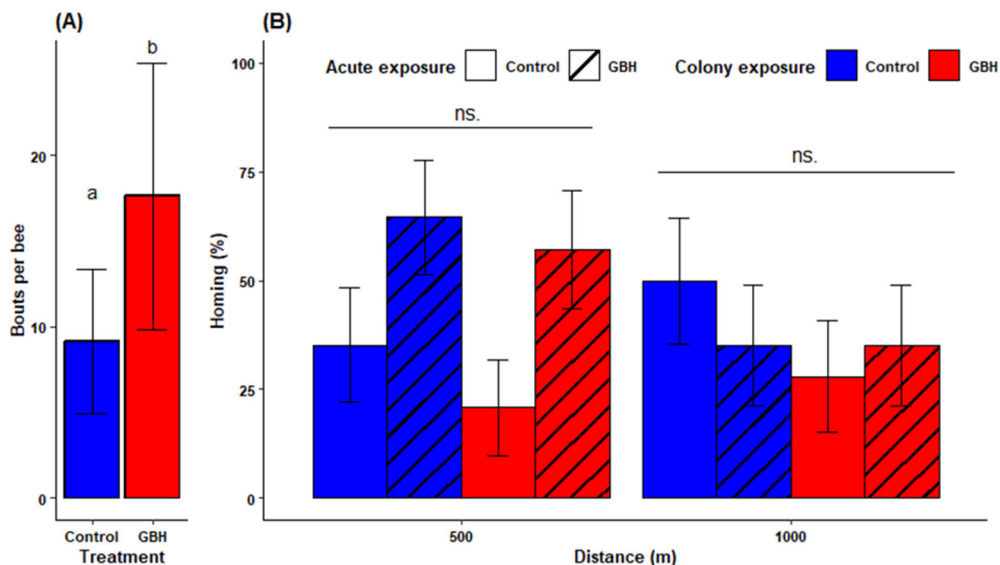 (A)
b
a
20
10
0
Bouts per bee
Control GBH
Treatment
(B)
Acute exposure Control GBH Colony exposure Control GBH
ns.
ns.
100
75
50
25
0
Homing (%)
500 1000
Distance (m)